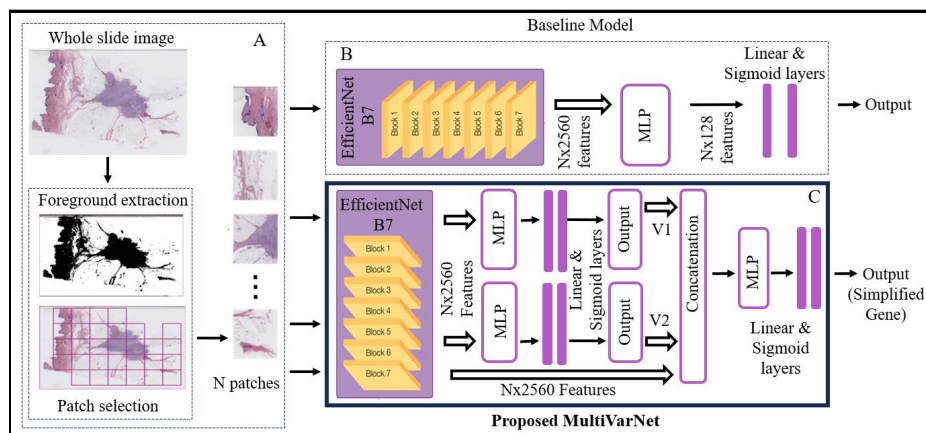 Baseline Model
Whole slide image
A
Foreground extraction
Patch selection
N patches
B
EfficientNet
B7
Block 1
Block 2
Block 3
Block 4
Block 5
Block 6
Block 7
Nx2560
features
MLP
Nx128
features
Linear &
Sigmoid layers
Output
C
EfficientNet
B7
Block 1
Block 2
Block 3
Block 4
Block 5
Block 6
Block 7
Nx2560
Features
MLP
MLP
Linear &
Sigmoid layers
Output
Output
V1
V2
Concatenation
Nx2560 Features
MLP
Linear &
Sigmoid
layers
Output
(Simplified
Gene)
Proposed MultiVarNet